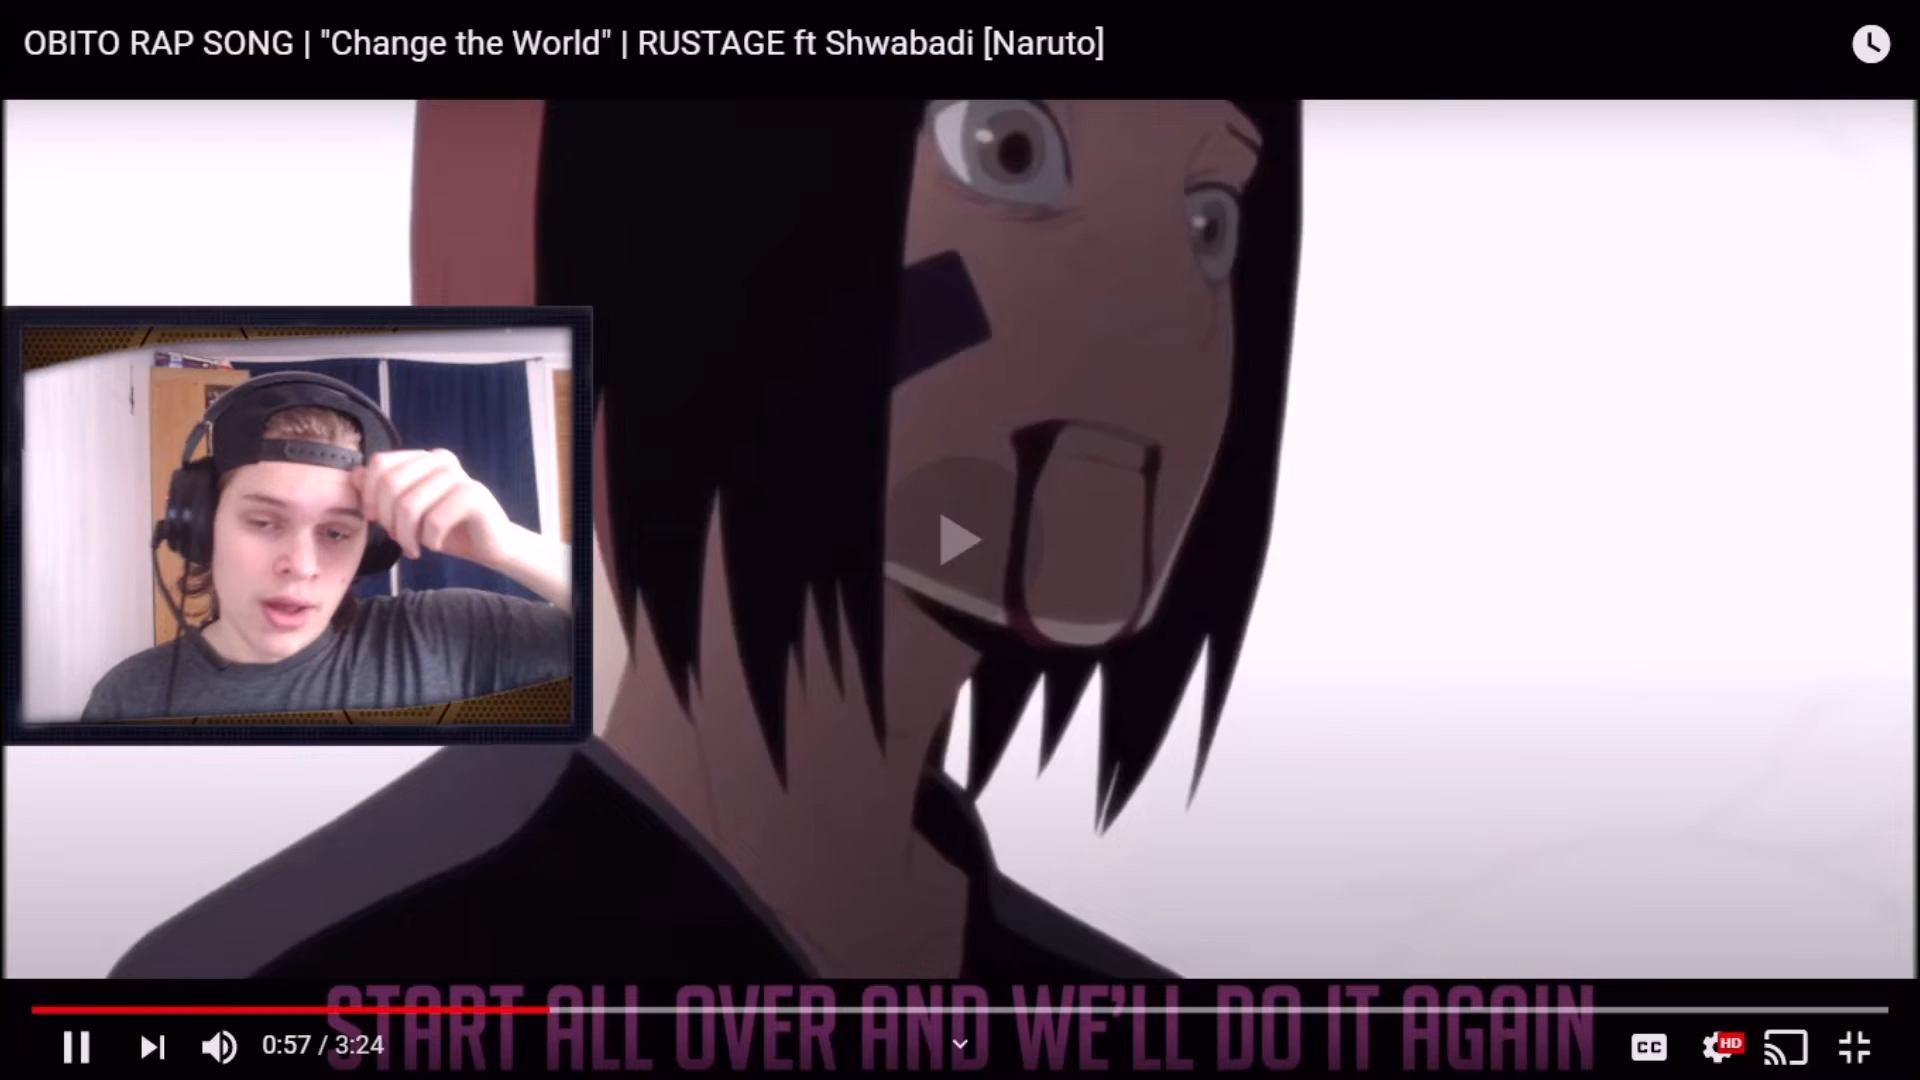 OBITO RAP SONG | "Change the World" | RUSTAGE ft Shwabadi [Naruto]
START ALL OVER AND WE'LL DO IT AGAIN
0:57 / 3:24
CC
HD